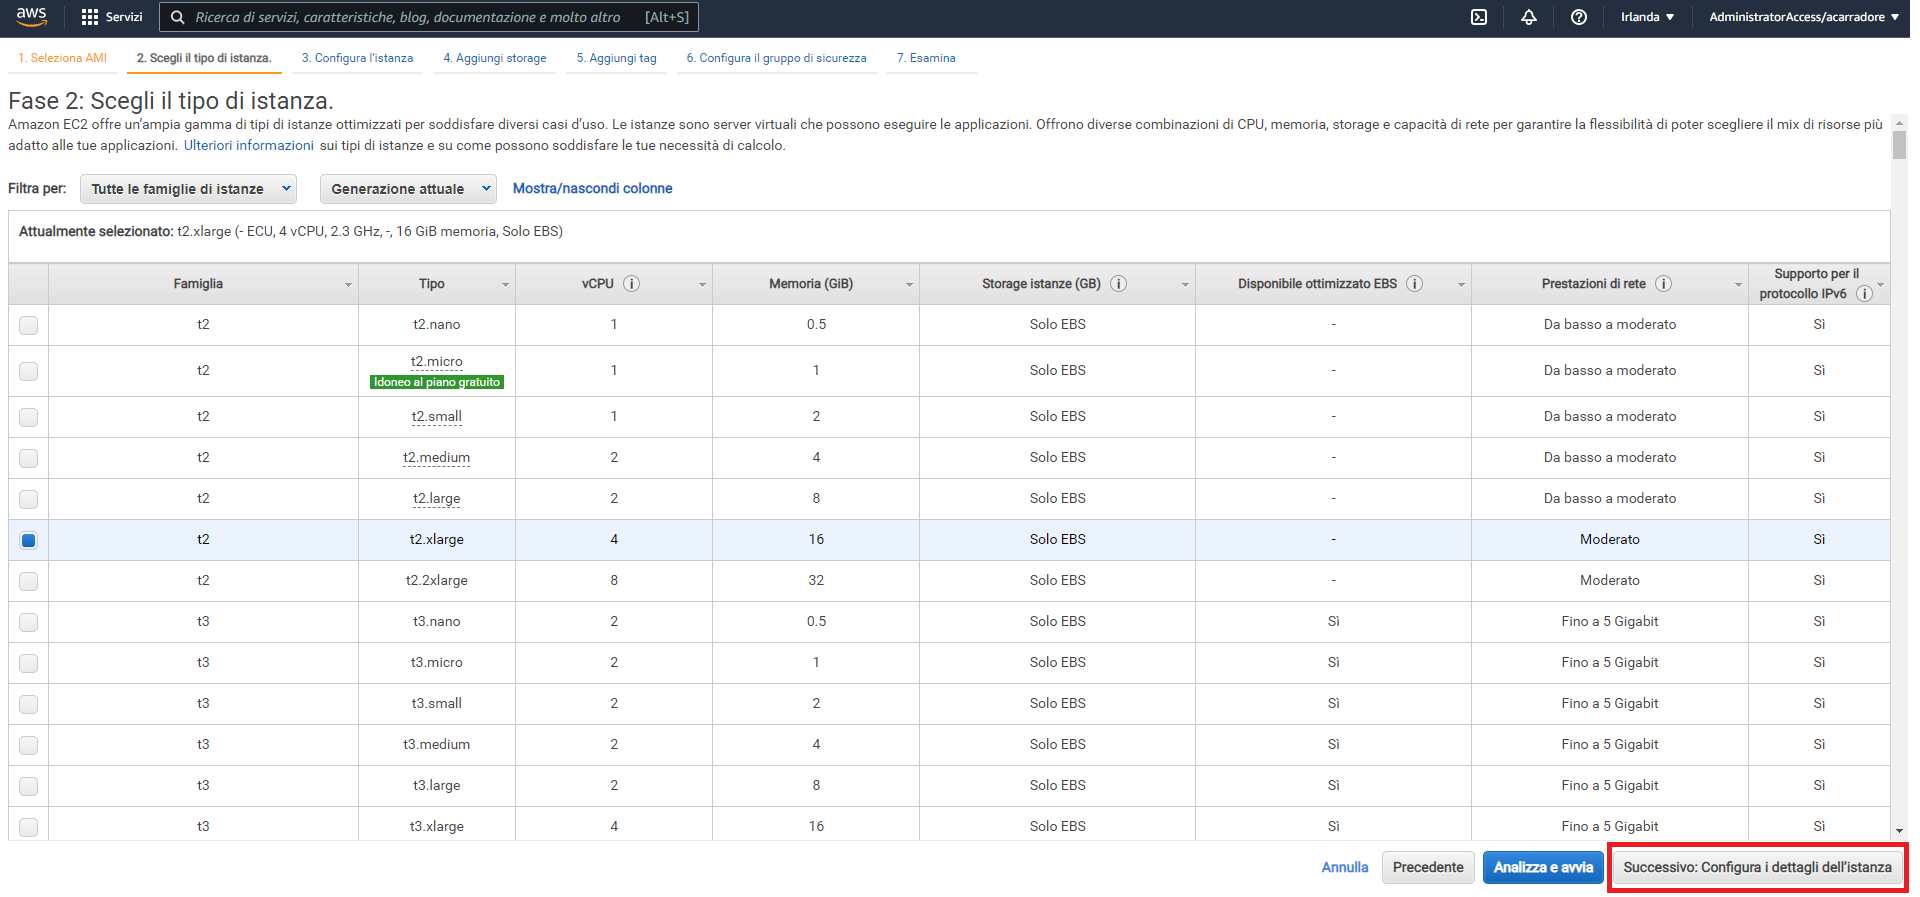 aws Servizi Ricerca di servizi, caratteristiche, blog, documentazione e molto altro [Alt+S] Irlanda AdministratorAccess/acarradore
1. Seleziona AMI 2. Scegli il tipo di istanza. 3. Configura l'istanza 4. Aggiungi storage 5. Aggiungi tag 6. Configura il gruppo di sicurezza 7. Esamina
Fase 2: Scegli il tipo di istanza.
Amazon EC2 offre un'ampia gamma di tipi di istanze ottimizzati per soddisfare diversi casi d'uso. Le istanze sono server virtuali che possono eseguire le applicazioni. Offrono diverse combinazioni di CPU, memoria, storage e capacità di rete per garantire la flessibilità di poter scegliere il mix di risorse più
adatto alle tue applicazioni. Ulteriori informazioni sui tipi di istanze e su come possono soddisfare le tue necessità di calcolo.
Filtra per: Tutte le famiglie di istanze Generazione attuale Mostra/nascondi colonne
Attualmente selezionato: t2.xlarge (- ECU, 4 vCPU, 2.3 GHz, -, 16 GiB memoria, Solo EBS)
Famiglia Tipo vCPU Memoria (GiB) Storage istanze (GB) Disponibile ottimizzato EBS Prestazioni di rete Supporto per il
protocollo IPv6
t2 t2.nano 1 0.5 Solo EBS - Da basso a moderato Sì
t2 t2.micro 1 1 Solo EBS - Da basso a moderato Sì
Idoneo al piano gratuito
t2 t2.small 1 2 Solo EBS - Da basso a moderato Sì
t2 t2.medium 2 4 Solo EBS - Da basso a moderato Sì
t2 t2.large 2 8 Solo EBS - Da basso a moderato Sì
t2 t2.xlarge 4 16 Solo EBS - Moderato Sì
t2 t2.2xlarge 8 32 Solo EBS - Moderato Sì
t3 t3.nano 2 0.5 Solo EBS Sì Fino a 5 Gigabit Sì
t3 t3.micro 2 1 Solo EBS Sì Fino a 5 Gigabit Sì
t3 t3.small 2 2 Solo EBS Sì Fino a 5 Gigabit Sì
t3 t3.medium 2 4 Solo EBS Sì Fino a 5 Gigabit Sì
t3 t3.large 2 8 Solo EBS Sì Fino a 5 Gigabit Sì
t3 t3.xlarge 4 16 Solo EBS Sì Fino a 5 Gigabit Sì
Annulla Precedente Analizza e avvia Successivo: Configura i dettagli dell'istanza